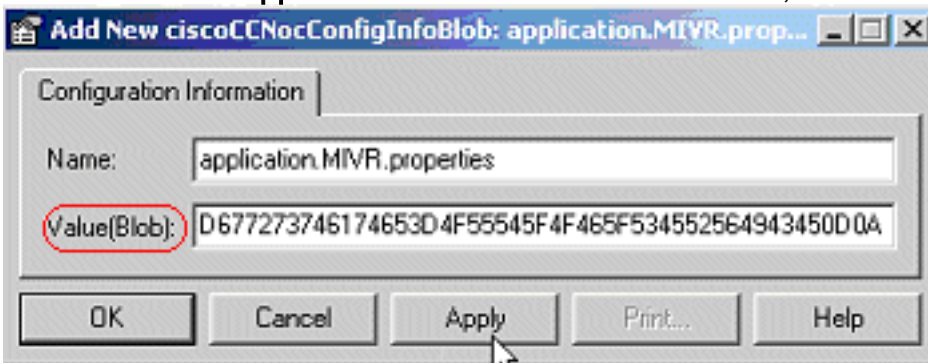 Add New ciscoCCNocConfigInfoBlob: application.MIVR.prop...
Configuration Information
Name: application.MIVR.properties
Value(Blob): D677273746174653D4F55545F4F465F534552564943450D0A
OK Cancel Apply Print... Help